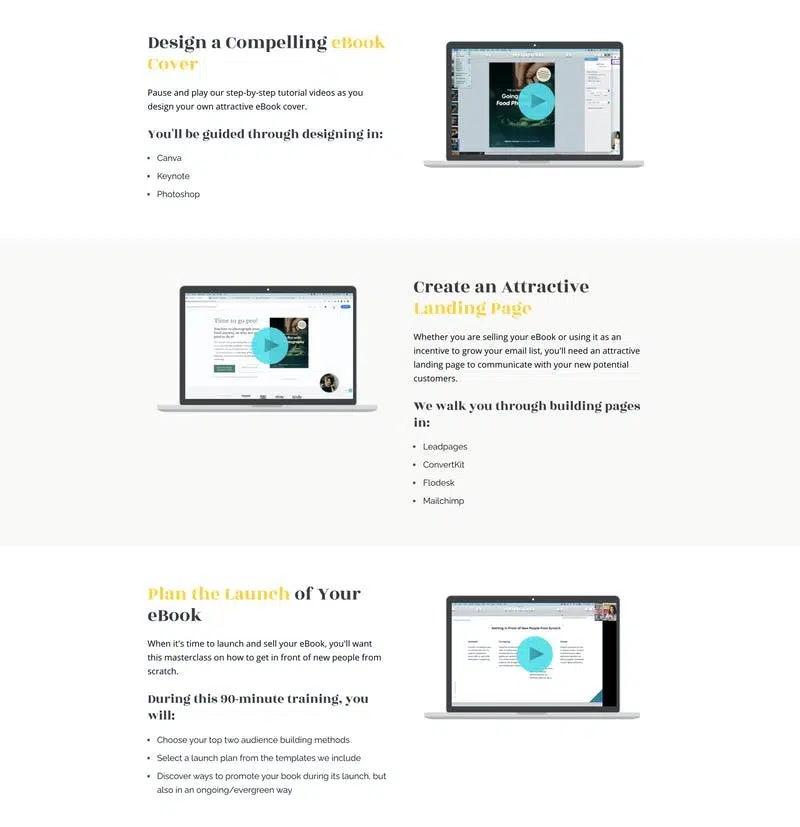 Design a Compelling eBook
Cover
Pause and play our step-by-step tutorial videos as you
design your own attractive eBook cover.
You'll be guided through designing in:
• Canva
• Keynote
• Photoshop
Time to go pro!
Create an Attractive
Landing Page
Whether you are selling your eBook or using it as an
incentive to grow your email list, you'll need an attractive
landing page to communicate with your new potential
customers.
We walk you through building pages
in:
• Leadpages
• ConvertKit
• Flodesk
• Mailchimp
Plan the Launch of Your
eBook
When it's time to launch and sell your eBook, you'll want
this masterclass on how to get in front of new people from
scratch.
During this 90-minute training, you
will:
• Choose your top two audience building methods
• Select a launch plan from the templates we include
• Discover ways to promote your book during its launch, but
also in an ongoing/evergreen way
Getting in Front of New People From Scratch